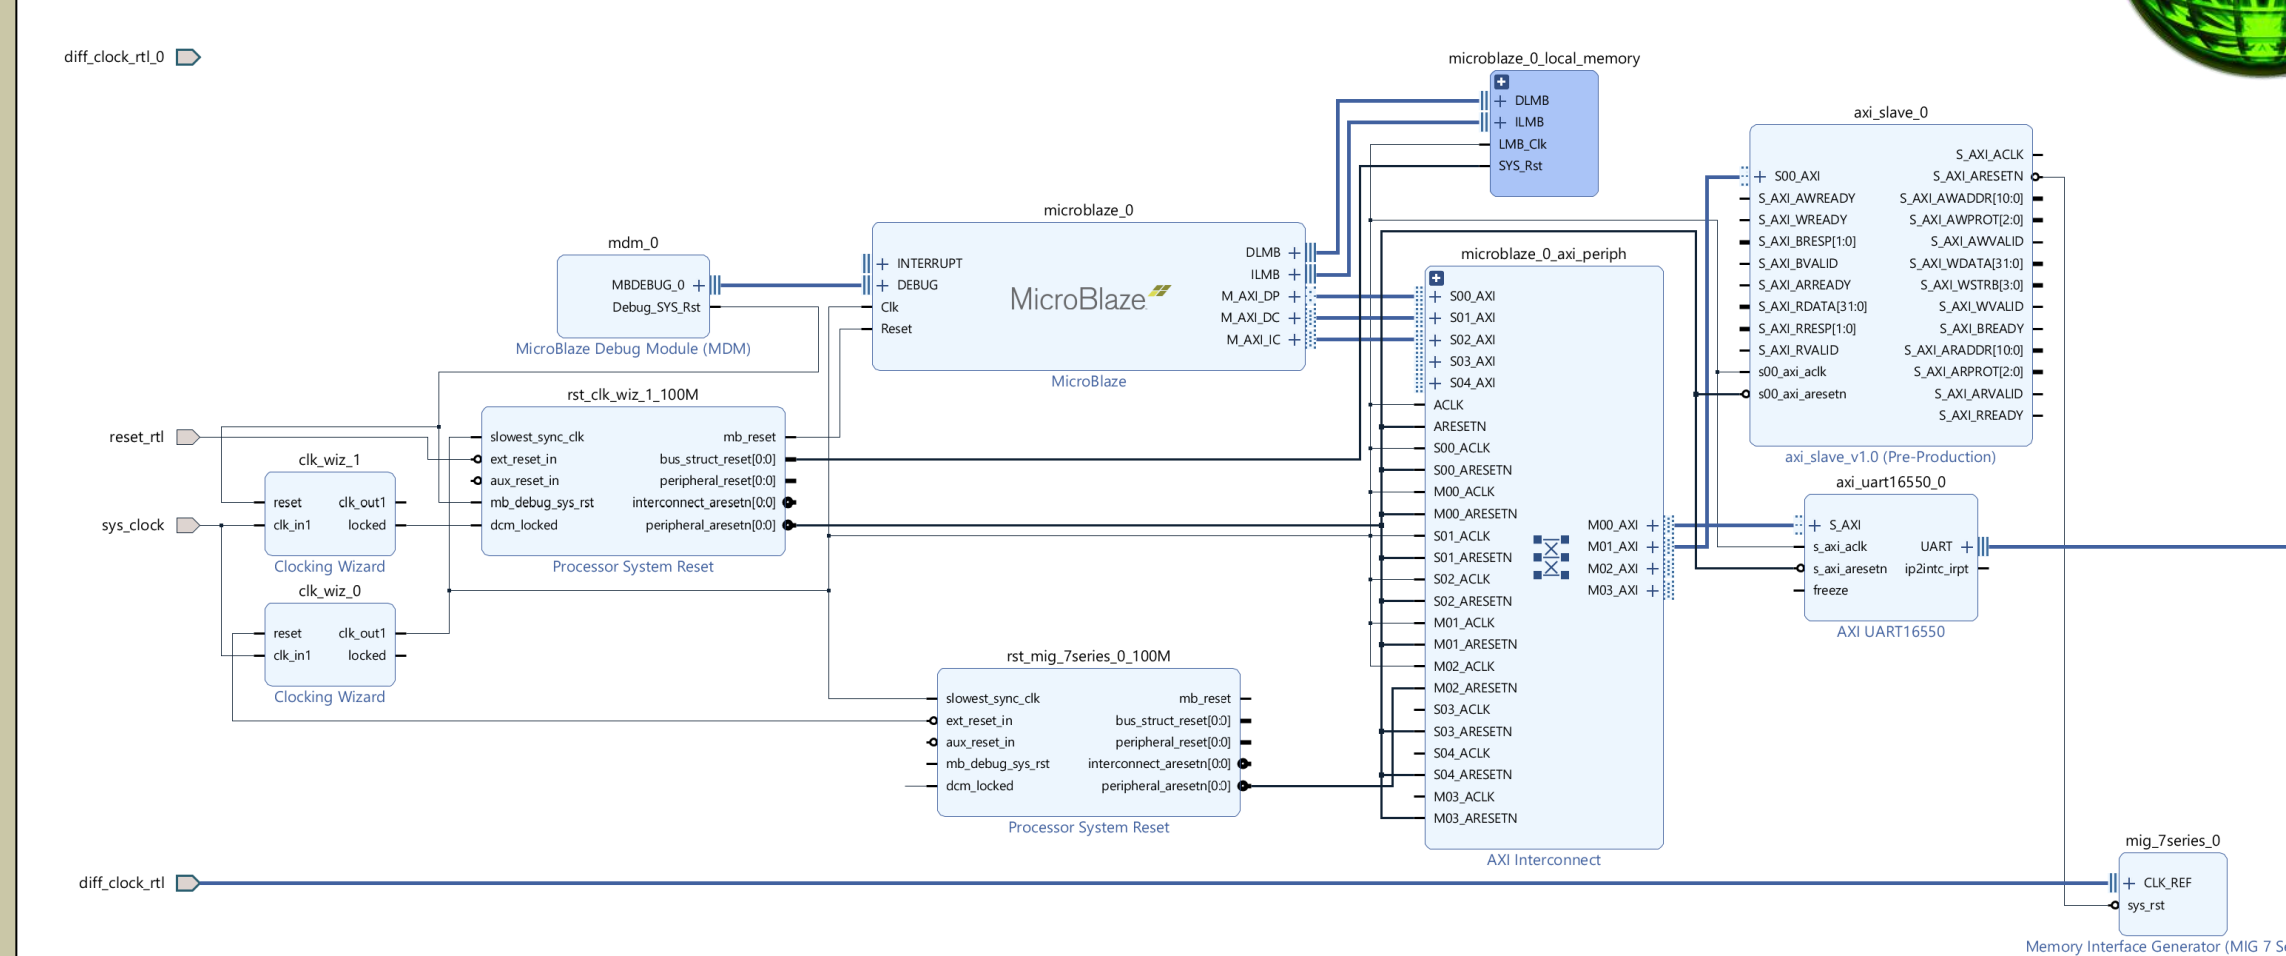 diff_clock_rtl_0
reset_rtl
sys_clock
diff_clock_rtl
clk_wiz_1
reset clk_out1
clk_in1 locked
Clocking Wizard
clk_wiz_0
reset clk_out1
clk_in1 locked
Clocking Wizard
mdm_0
MBDEBUG_0
Debug_SYS_Rst
MicroBlaze Debug Module (MDM)
rst_clk_wiz_1_100M
slowest_sync_clk mb_reset
ext_reset_in bus_struct_reset[0:0]
aux_reset_in peripheral_reset[0:0]
mb_debug_sys_rst interconnect_aresetn[0:0]
dcm_locked peripheral_aresetn[0:0]
Processor System Reset
microblaze_0
DLMB
INTERRUPT
ILMB
DEBUG
M_AXI_DP
Clk
M_AXI_DC
Reset
M_AXI_IC
MicroBlaze
MicroBlaze
rst_mig_7series_0_100M
slowest_sync_clk mb_reset
ext_reset_in bus_struct_reset[0:0]
aux_reset_in peripheral_reset[0:0]
mb_debug_sys_rst interconnect_aresetn[0:0]
dcm_locked peripheral_aresetn[0:0]
Processor System Reset
microblaze_0_local_memory
DLMB
ILMB
LMB_Clk
SYS_Rst
microblaze_0_axi_periph
S00_AXI
S01_AXI
S02_AXI
S03_AXI
S04_AXI
ACLK
ARESETN
S00_ACLK
S00_ARESETN
M00_ACLK
M00_ARESETN
S01_ACLK
S01_ARESETN
S02_ACLK
S02_ARESETN
M01_ACLK
M01_ARESETN
M02_ACLK
M02_ARESETN
S03_ACLK
S03_ARESETN
S04_ACLK
S04_ARESETN
M03_ACLK
M03_ARESETN
M00_AXI
M01_AXI
M02_AXI
M03_AXI
AXI Interconnect
axi_slave_0
S_AXI_ACLK
S00_AXI S_AXI_ARESETN
S_AXI_AWREADY S_AXI_AWADDR[10:0]
S_AXI_WREADY S_AXI_AWPROT[2:0]
S_AXI_BRESP[1:0] S_AXI_AWVALID
S_AXI_BVALID S_AXI_WDATA[31:0]
S_AXI_ARREADY S_AXI_WSTRB[3:0]
S_AXI_RDATA[31:0] S_AXI_WVALID
S_AXI_RRESP[1:0] S_AXI_BREADY
S_AXI_RVALID S_AXI_ARADDR[10:0]
s00_axi_aclk S_AXI_ARPROT[2:0]
s00_axi_aresetn S_AXI_ARVALID
S_AXI_RREADY
axi_slave_v1.0 (Pre-Production)
axi_uart16550_0
S_AXI
s_axi_aclk UART
s_axi_aresetn ip2intc_irpt
freeze
AXI UART16550
mig_7series_0
CLK_REF
sys_rst
Memory Interface Generator (MIG 7 Se